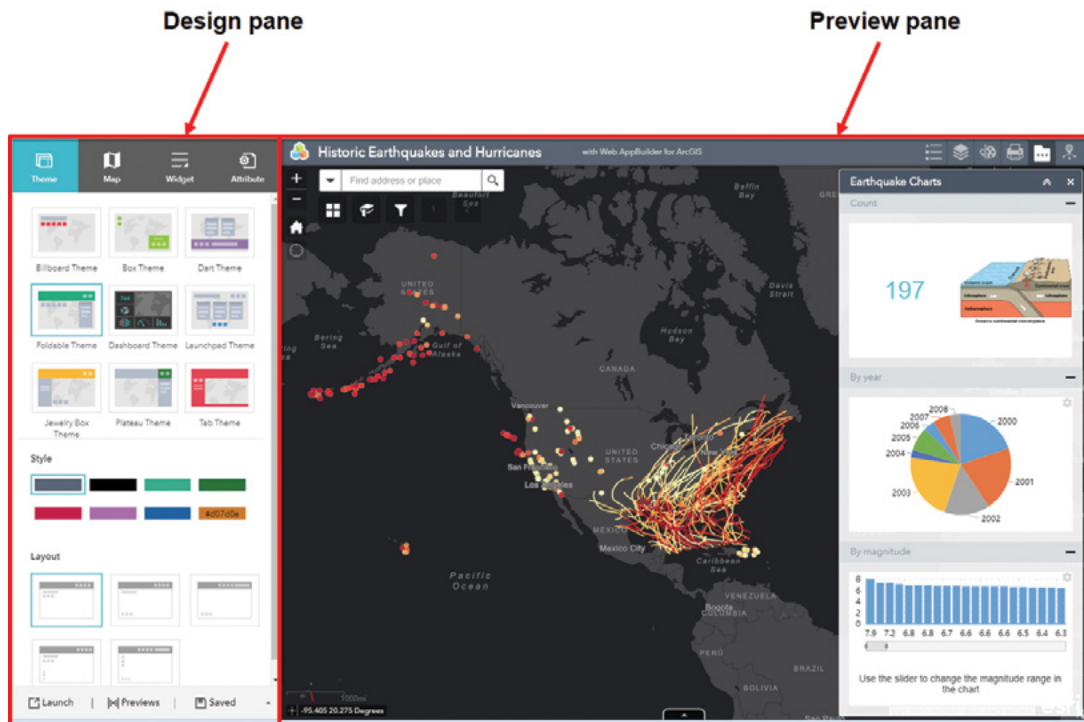 Design pane
Preview pane
Theme
Map
Widget
Attribute
Billboard Theme
Box Theme
Dart Theme
Foldable Theme
Dashboard Theme
Launchpad Theme
Jewelry Box Theme
Plateau Theme
Tab Theme
Style
#d07d0e
Layout
Launch
Previews
Saved
Historic Earthquakes and Hurricanes
with Web AppBuilder for ArcGIS
Find address or place
Beaufort Sea
Baffin Bay
UNITED STATES
Davis Strait
Bering Sea
Gulf of Alaska
Hudson Bay
CANADA
Vancouver
UNITED STATES
Chicago
Toronto
New York
San Francisco
Los Angeles
MEXICO
Mexico City
Caribbean Sea
Pacific Ocean
VENEZUELA
Bogota
COLOMBIA
PERÚ
BRAZIL
BOLIVIA
-95.405 20.275 Degrees
Earthquake Charts
Count
197
By year
2008
2007
2006
2005
2004
2003
2002
2001
2000
By magnitude
8
6
4
2
0
7.9 7.2 6.8 6.8 6.7 6.6 6.6 6.5 6.4 6.3
Use the slider to change the magnitude range in
the chart
esri